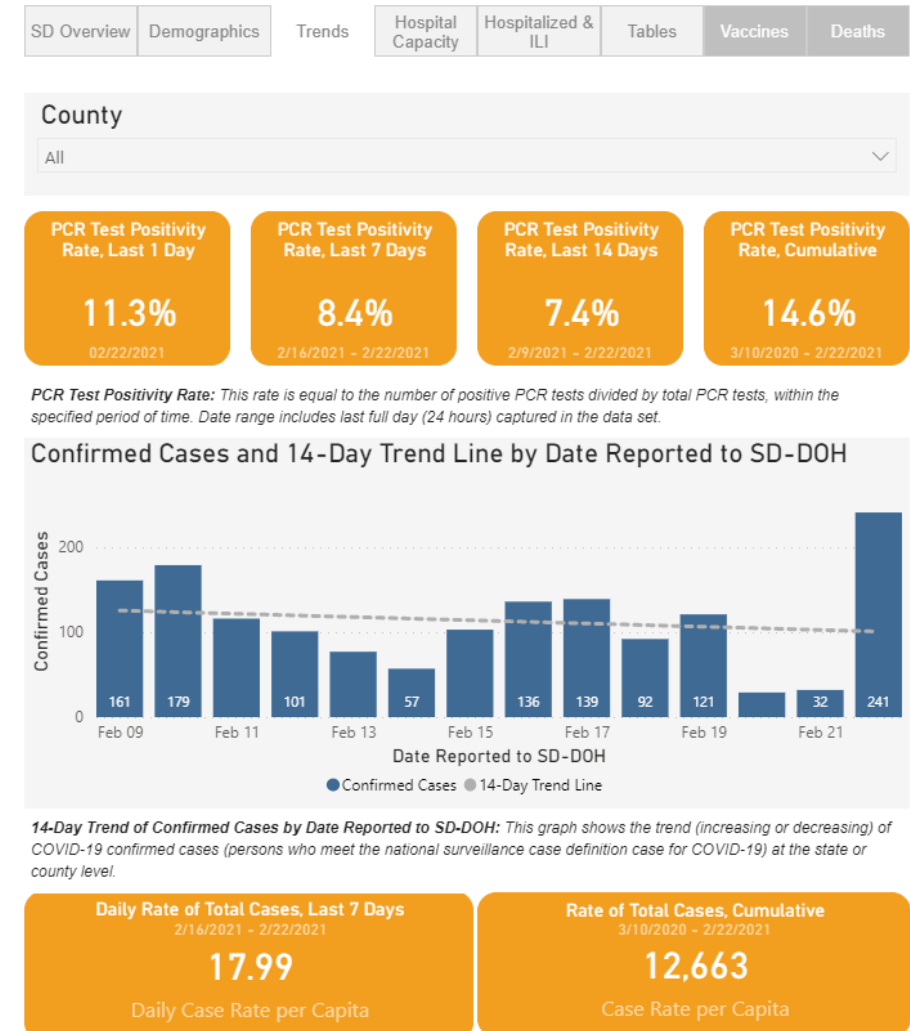 SD Overview
Demographics
Trends
Hospital
Capacity
Hospitalized &
ILI
Tables
Vaccines
Deaths
County
All
PCR Test Positivity
Rate, Last 1 Day
11.3%
02/22/2021
PCR Test Positivity
Rate, Last 7 Days
8.4%
2/16/2021 - 2/22/2021
PCR Test Positivity
Rate, Last 14 Days
7.4%
2/9/2021 - 2/22/2021
PCR Test Positivity
Rate, Cumulative
14.6%
3/10/2020 - 2/22/2021
PCR Test Positivity Rate: This rate is equal to the number of positive PCR tests divided by total PCR tests, within the
specified period of time. Date range includes last full day (24 hours) captured in the data set.
Confirmed Cases and 14-Day Trend Line by Date Reported to SD-DOH
Confirmed Cases
200
100
0
161 179 101 57 136 139 92 121 32 241
Feb 09 Feb 11 Feb 13 Feb 15 Feb 17 Feb 19 Feb 21
Date Reported to SD-DOH
Confirmed Cases 14-Day Trend Line
14-Day Trend of Confirmed Cases by Date Reported to SD-DOH: This graph shows the trend (increasing or decreasing) of
COVID-19 confirmed cases (persons who meet the national surveillance case definition case for COVID-19) at the state or
county level.
Daily Rate of Total Cases, Last 7 Days
2/16/2021 - 2/22/2021
17.99
Daily Case Rate per Capita
Rate of Total Cases, Cumulative
3/10/2020 - 2/22/2021
12,663
Case Rate per Capita